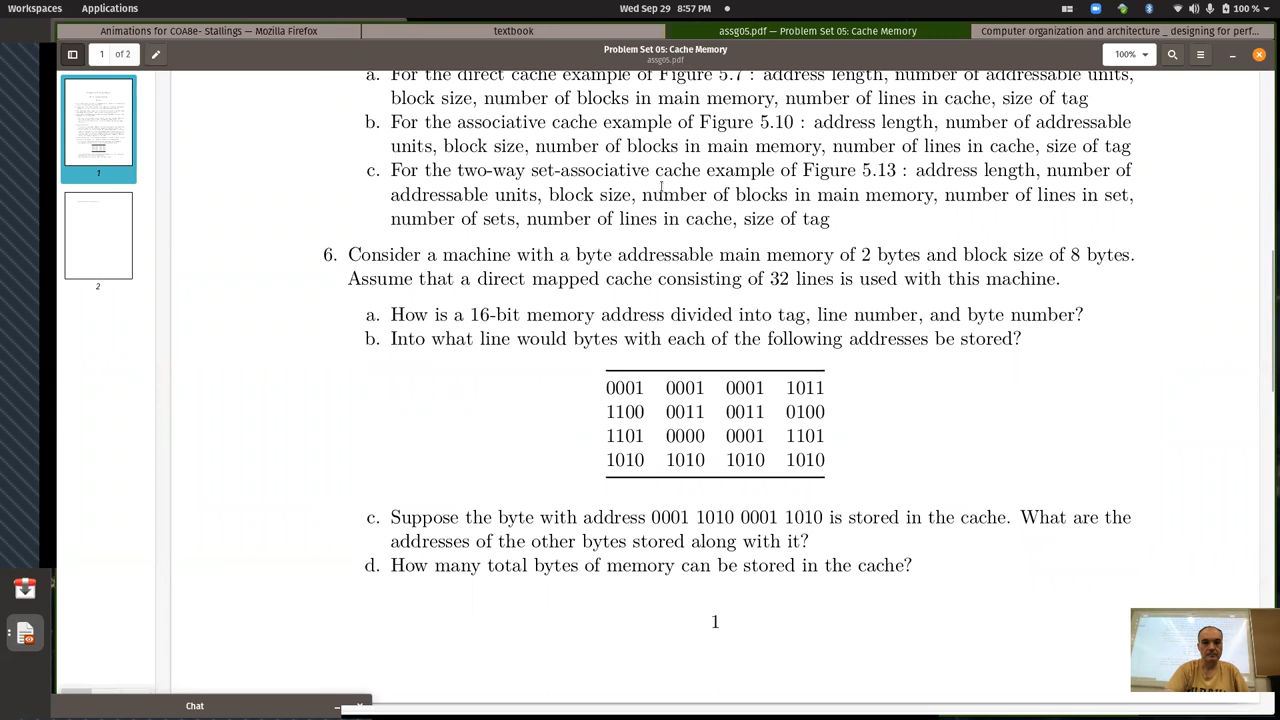 Workspaces Applications Wed Sep 29 8:57 PM 100 %
Animations for COA8e- Stallings — Mozilla Firefox textbook assg05.pdf — Problem Set 05: Cache Memory computer organization and architecture _ designing for perf...
1 of 2 Problem Set 05: Cache Memory 100%
assg05.pdf
a. For the direct cache example of Figure 5.7 : address length, number of addressable units,
block size, number of blocks in main memory, number of lines in cache, size of tag
b. For the associative cache example of Figure 5.10 : address length, number of addressable
units, block size, number of blocks in main memory, number of lines in cache, size of tag
c. For the two-way set-associative cache example of Figure 5.13 : address length, number of
addressable units, block size, number of blocks in main memory, number of lines in set,
number of sets, number of lines in cache, size of tag
6. Consider a machine with a byte addressable main memory of 2 bytes and block size of 8 bytes.
Assume that a direct mapped cache consisting of 32 lines is used with this machine.
a. How is a 16-bit memory address divided into tag, line number, and byte number?
b. Into what line would bytes with each of the following addresses be stored?
0001 0001 0001 1011
1100 0011 0011 0100
1101 0000 0001 1101
1010 1010 1010 1010
c. Suppose the byte with address 0001 1010 0001 1010 is stored in the cache. What are the
addresses of the other bytes stored along with it?
d. How many total bytes of memory can be stored in the cache?
1
1
2
Chat